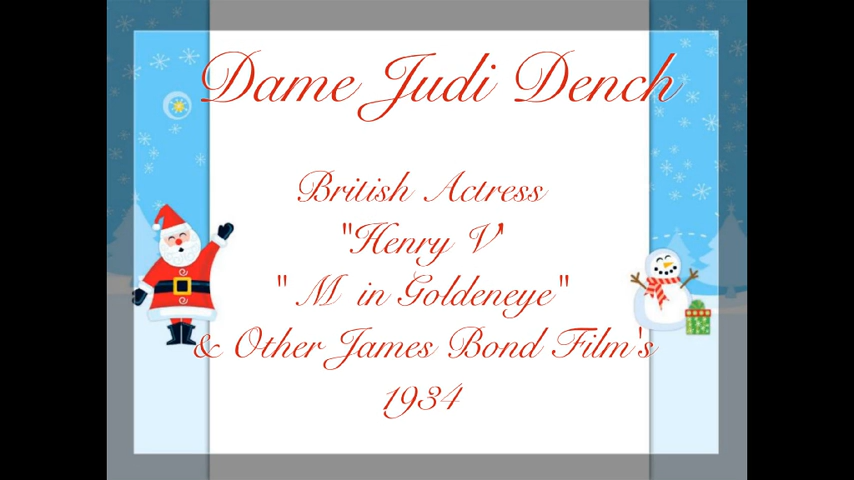 Dame Judi Dench
British Actress
"Henry V"
" M in Goldeneye"
& Other James Bond Film's
1934